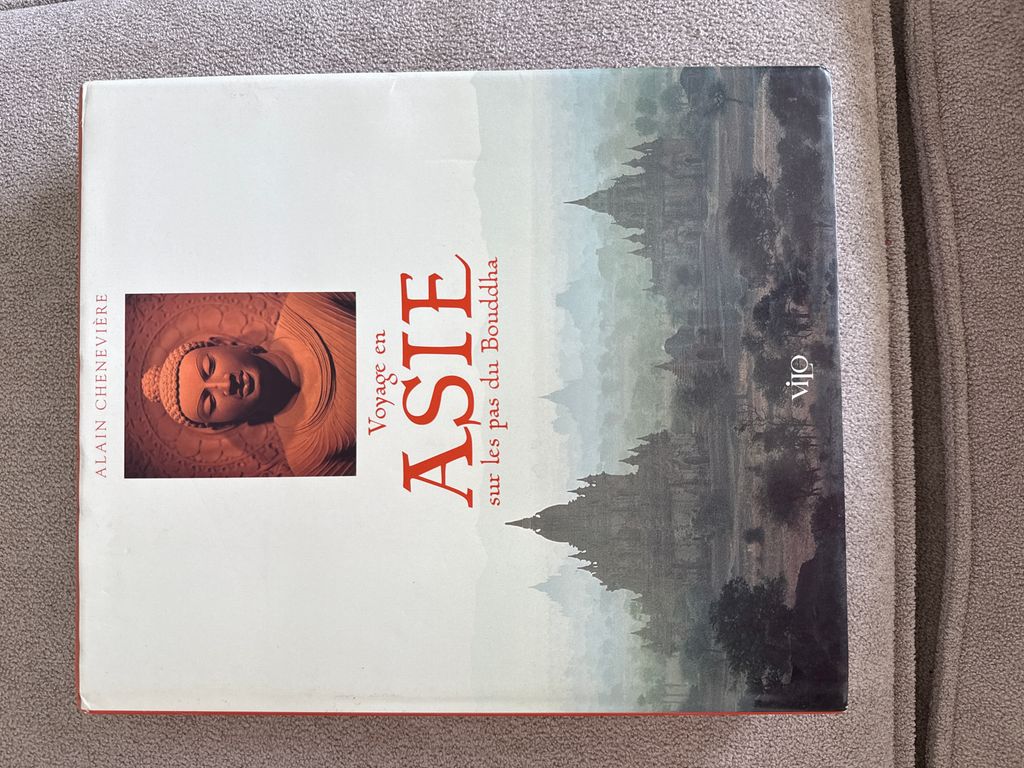 ALAIN CHENEVIÈRE
Voyage en
ASIE
sur les pas du Bouddha
ViLO